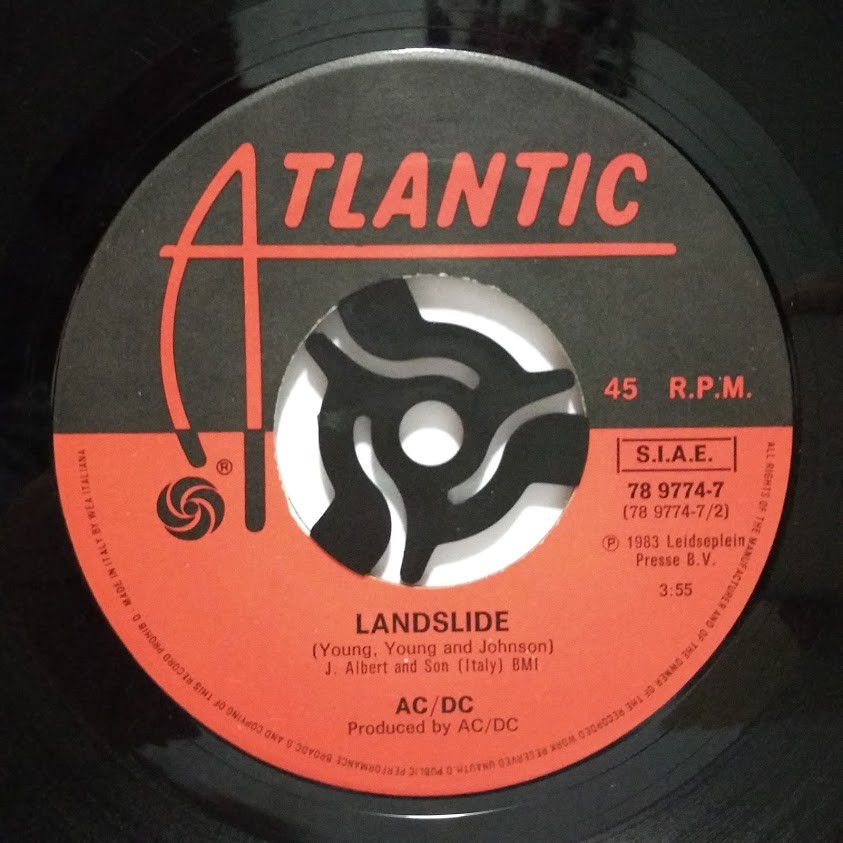 ATLANTIC
45 R.P.M.
®
S.I.A.E.
78 9774-7
(78 9774-7/2)
℗ 1983 Leidseplein
Presse B.V.
3:55
LANDSLIDE
(Young, Young and Johnson)
J. Albert and Son (Italy) BMI
AC/DC
Produced by AC/DC
ALL RIGHTS OF THE MANUFACTURER AND OF THE OWNER OF THE RECORDED WORK RESERVED UNAUTH.D PUBLIC PERFORMANCE BROADC.G AND COPYING OF THIS RECORD PROHIB.D - MADE IN ITALY BY WEA ITALIANA